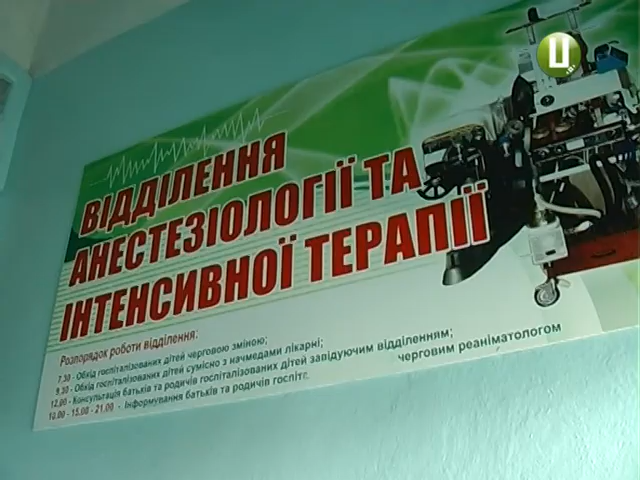 Ц
ВІДДІЛЕННЯ
АНЕСТЕЗІОЛОГІЇ ТА
ІНТЕНСИВНОЇ ТЕРАПІЇ
Розпорядок роботи відділення:
7.30 - Обхід госпіталізованих дітей черговою зміною;
9.30 - Обхід госпіталізованих дітей сумісно з начмедами лікарні;
12.00 - Консультація батьків та родичів госпіталізованих дітей завідуючим відділенням;
10.00 - 15.00 - 21.00 - Інформування батьків та родичів госпіте. черговим реаніматологом